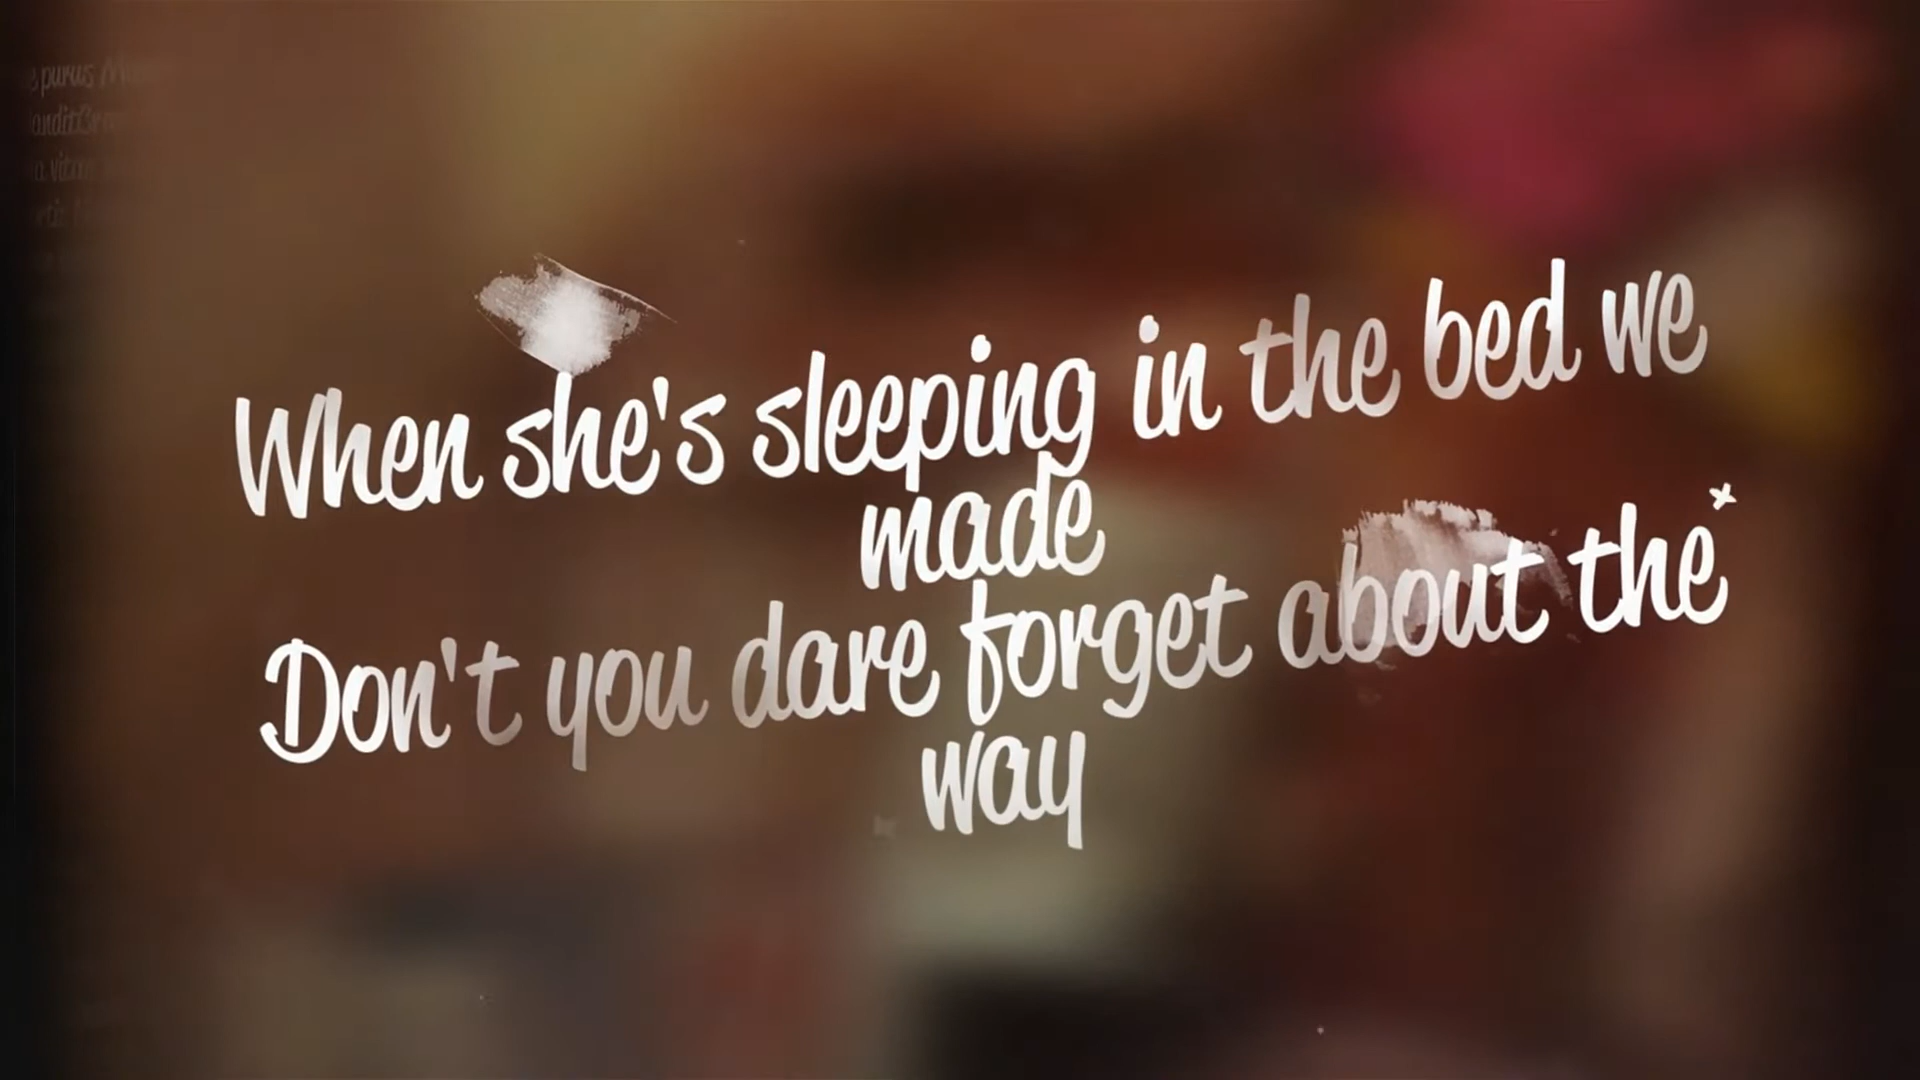 When she's sleeping in the bed we
made
Don't you dare forget about the
way